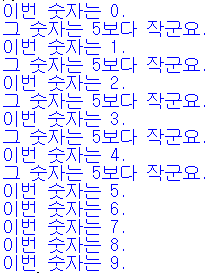 이번 숫자는 0.
그 숫자는 5보다 작군요.
이번 숫자는 1.
그 숫자는 5보다 작군요.
이번 숫자는 2.
그 숫자는 5보다 작군요.
이번 숫자는 3.
그 숫자는 5보다 작군요.
이번 숫자는 4.
그 숫자는 5보다 작군요.
이번 숫자는 5.
이번 숫자는 6.
이번 숫자는 7.
이번 숫자는 8.
이번 숫자는 9.